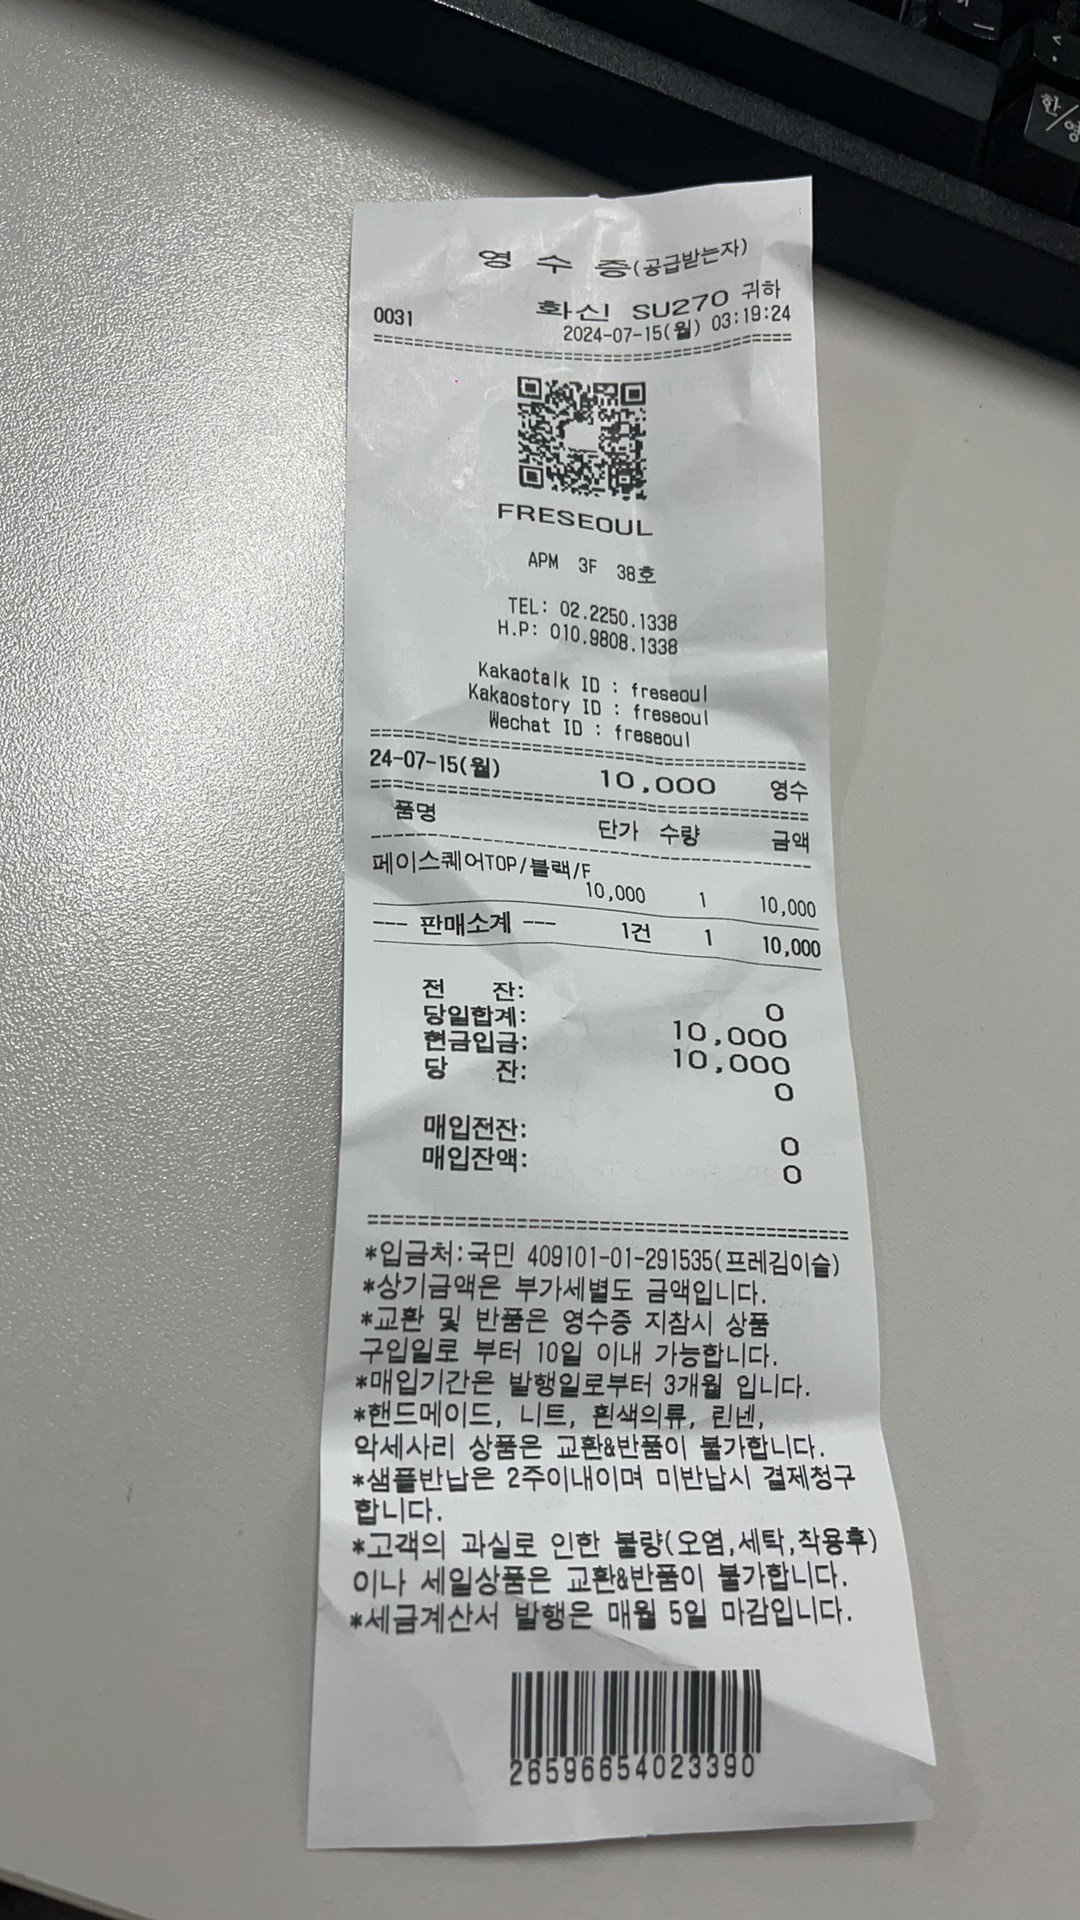 영 수 증(공급받는자)
화신 SU270 귀하
0031 2024-07-15(월) 03:19:24
FRESEOUL
APM 3F 38호
TEL: 02.2250.1338
H.P: 010.9808.1338
Kakaotalk ID : freseoul
Kakaostory ID : freseoul
Wechat ID : freseoul
24-07-15(월) 10,000 영수
품명 단가 수량 금액
페이스퀘어TOP/블랙/F
10,000 1 10,000
--- 판매소계 --- 1건 1 10,000
전 잔: 0
당일합계: 10,000
현금입금: 10,000
당 잔: 0
매입전잔: 0
매입잔액: 0
*입금처:국민 409101-01-291535(프레김이슬)
*상기금액은 부가세별도 금액입니다.
*교환 및 반품은 영수증 지참시 상품
구입일로 부터 10일 이내 가능합니다.
*매입기간은 발행일로부터 3개월 입니다.
*핸드메이드, 니트, 흰색의류, 린넨,
악세사리 상품은 교환&반품이 불가합니다.
*샘플반납은 2주이내이며 미반납시 결제청구
합니다.
*고객의 과실로 인한 불량(오염,세탁,착용후)
이나 세일상품은 교환&반품이 불가합니다.
*세금계산서 발행은 매월 5일 마감입니다.
26596654023390
한/영